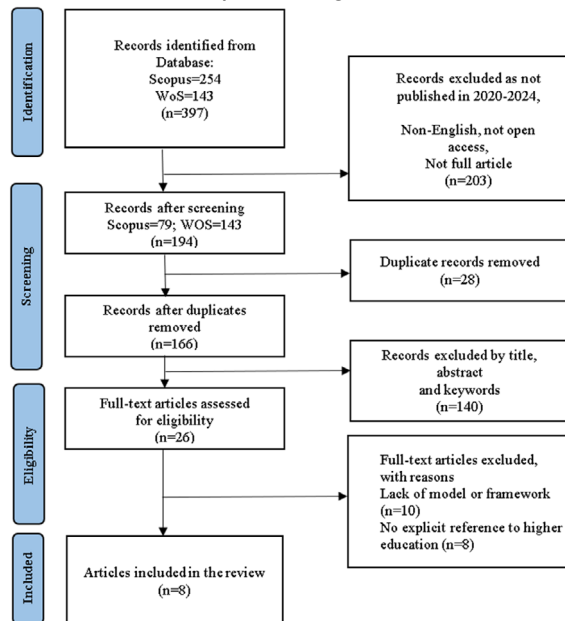 Identification
Records identified from
Database:
Scopus=254
WoS=143
(n=397)
Records excluded as not
published in 2020-2024,
Non-English, not open
access,
Not full article
(n=203)
Screening
Records after screening
Scopus=79; WOS=143
(n=194)
Duplicate records removed
(n=28)
Records after duplicates
removed
(n=166)
Records excluded by title,
abstract
and keywords
(n=140)
Eligibility
Full-text articles assessed
for eligibility
(n=26)
Full-text articles excluded,
with reasons
Lack of model or framework
(n=10)
No explicit reference to higher
education (n=8)
Included
Articles included in the review
(n=8)